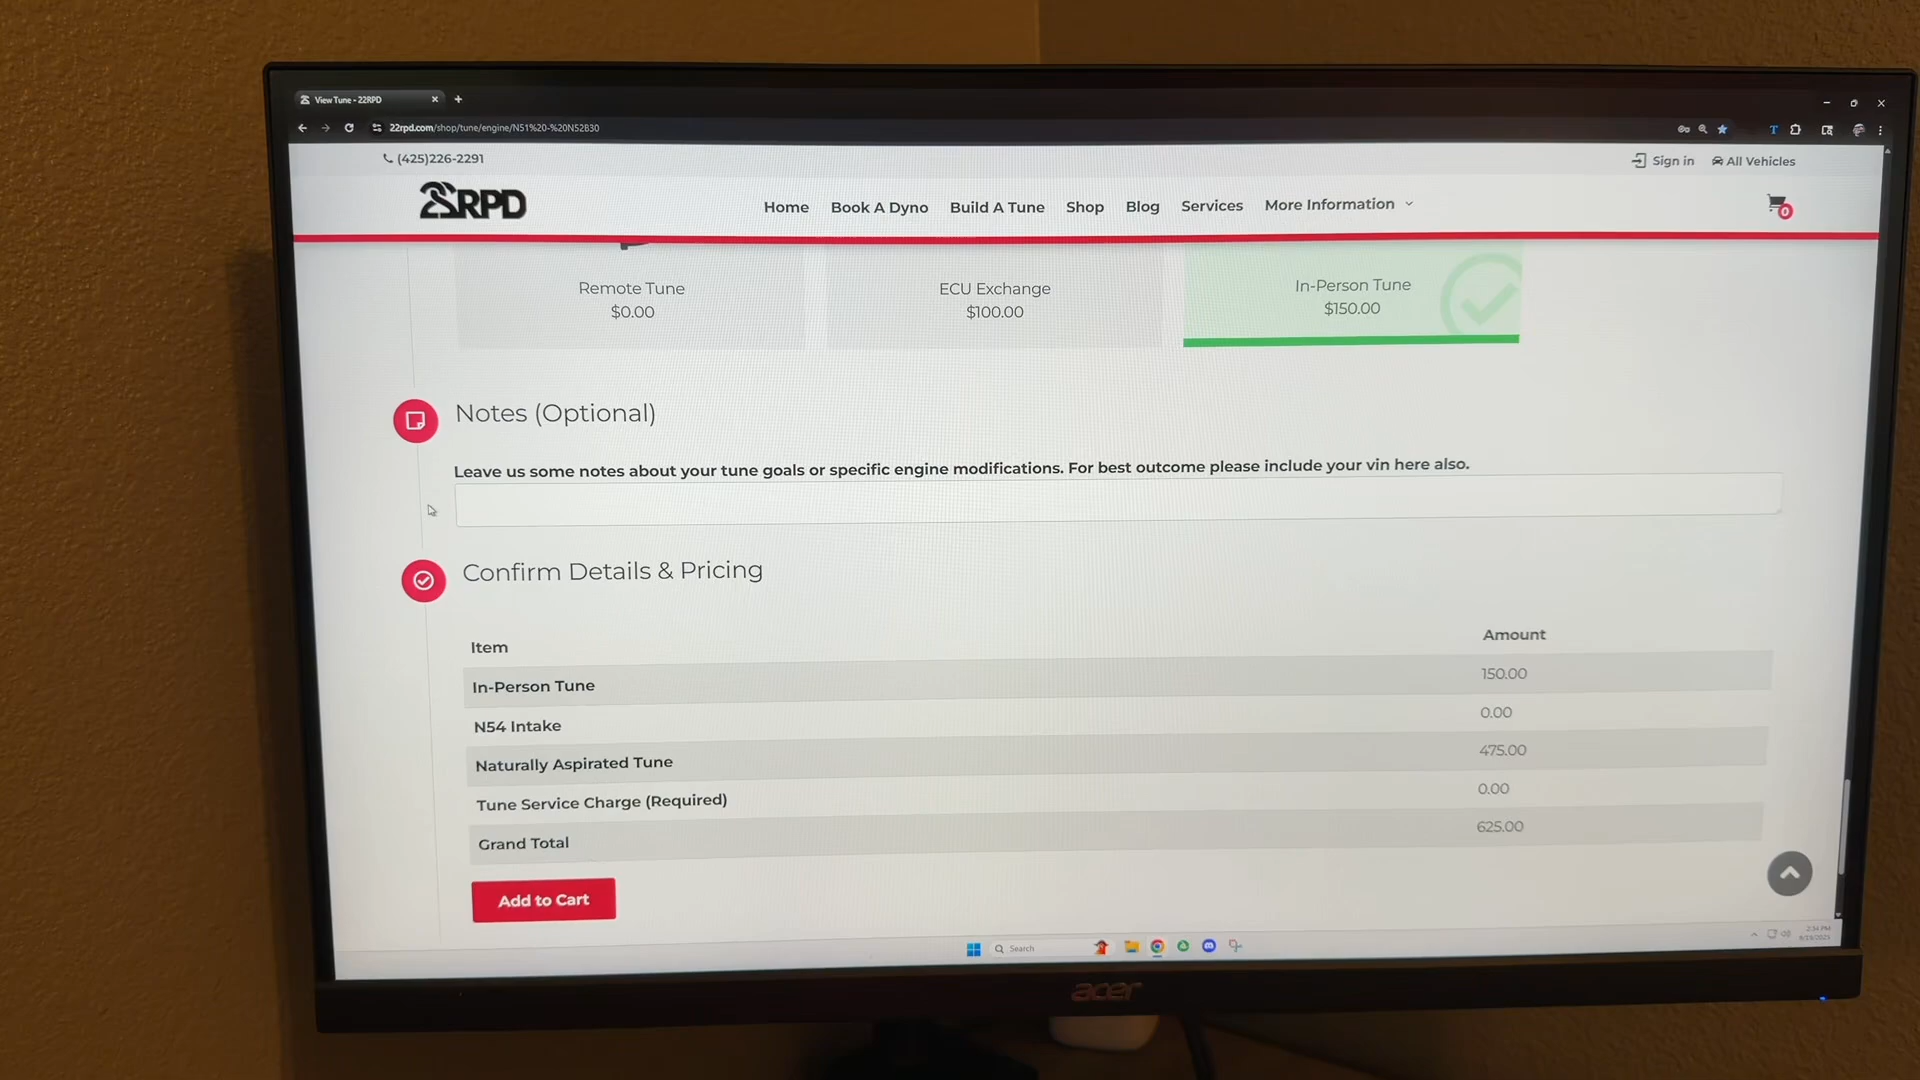 View Tune - 22RPD
22rpd.com/shop/tune/engine/N51%20-%20N52B30
(425)226-2291
Sign in
All Vehicles
22RPD
Home
Book A Dyno
Build A Tune
Shop
Blog
Services
More Information
0
Remote Tune
$0.00
ECU Exchange
$100.00
In-Person Tune
$150.00
Notes (Optional)
Leave us some notes about your tune goals or specific engine modifications. For best outcome please include your vin here also.
Confirm Details & Pricing
Item Amount
In-Person Tune 150.00
N54 Intake 0.00
Naturally Aspirated Tune 475.00
Tune Service Charge (Required) 0.00
Grand Total 625.00
Add to Cart
Search
2:34 PM
acer